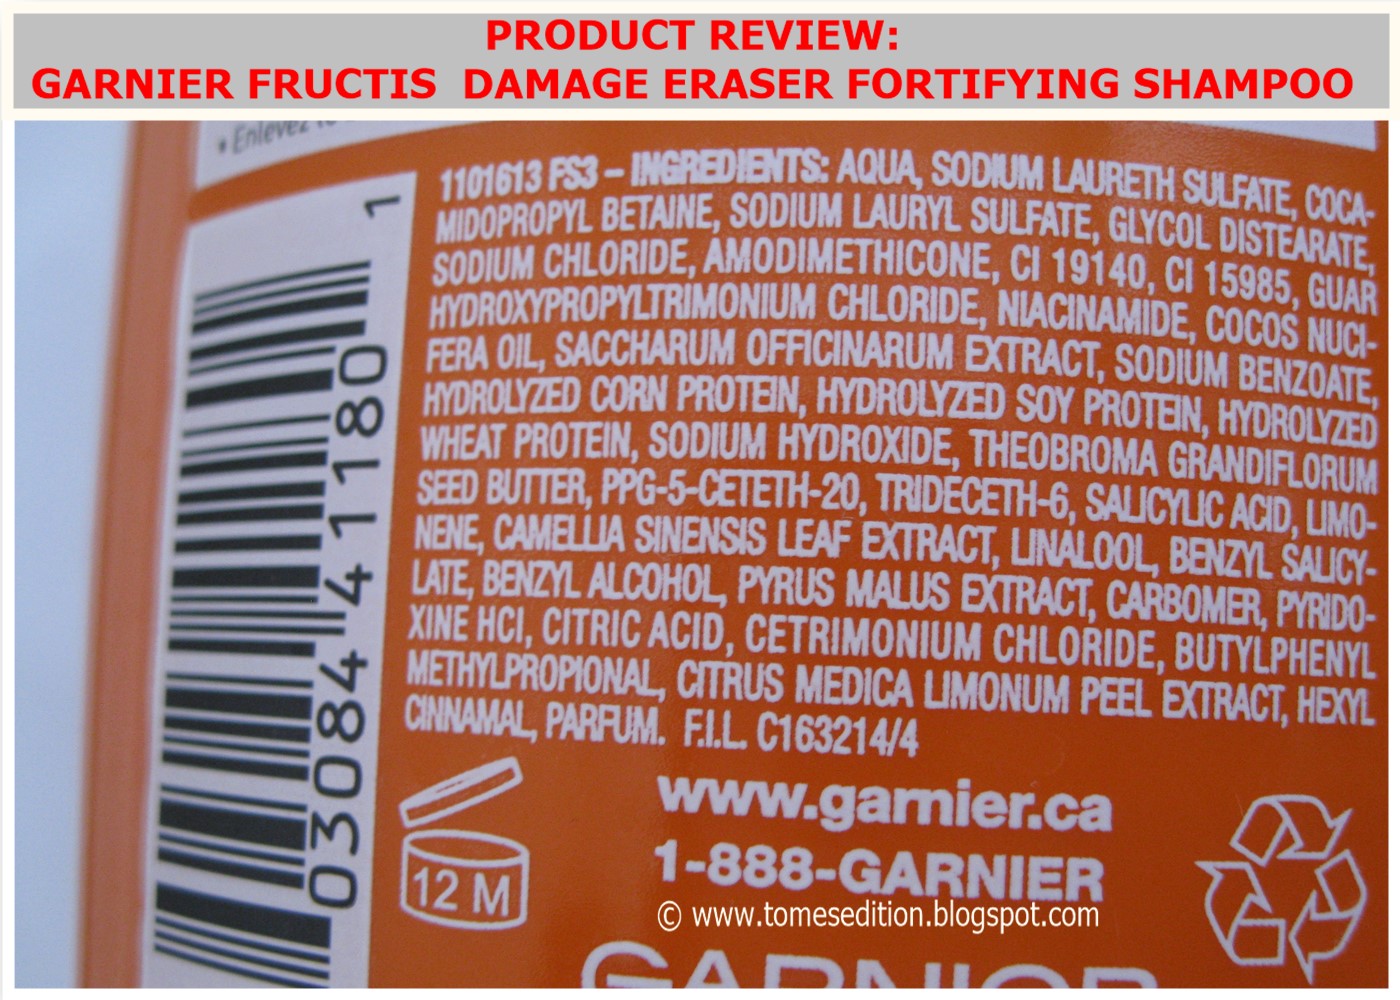 PRODUCT REVIEW:
GARNIER FRUCTIS DAMAGE ERASER FORTIFYING SHAMPOO
• Enlevez
1101613 FS3 – INGREDIENTS: AQUA, SODIUM LAURETH SULFATE, COCA-
MIDOPROPYL BETAINE, SODIUM LAURYL SULFATE, GLYCOL DISTEARATE,
SODIUM CHLORIDE, AMODIMETHICONE, CI 19140, CI 15985, GUAR
HYDROXYPROPYLTRIMONIUM CHLORIDE, NIACINAMIDE, COCOS NUCI-
FERA OIL, SACCHARUM OFFICINARUM EXTRACT, SODIUM BENZOATE,
HYDROLYZED CORN PROTEIN, HYDROLYZED SOY PROTEIN, HYDROLYZED
WHEAT PROTEIN, SODIUM HYDROXIDE, THEOBROMA GRANDIFLORUM
SEED BUTTER, PPG-5-CETETH-20, TRIDECETH-6, SALICYLIC ACID, LIMO-
NENE, CAMELLIA SINENSIS LEAF EXTRACT, LINALOOL, BENZYL SALICY-
LATE, BENZYL ALCOHOL, PYRUS MALUS EXTRACT, CARBOMER, PYRIDO-
XINE HCl, CITRIC ACID, CETRIMONIUM CHLORIDE, BUTYLPHENYL
METHYLPROPIONAL, CITRUS MEDICA LIMONUM PEEL EXTRACT, HEXYL
CINNAMAL, PARFUM. F.I.L. C163214/4
03084 41180 1
12 M
www.garnier.ca
1-888-GARNIER
© www.tomesedition.blogspot.com
GARNIER